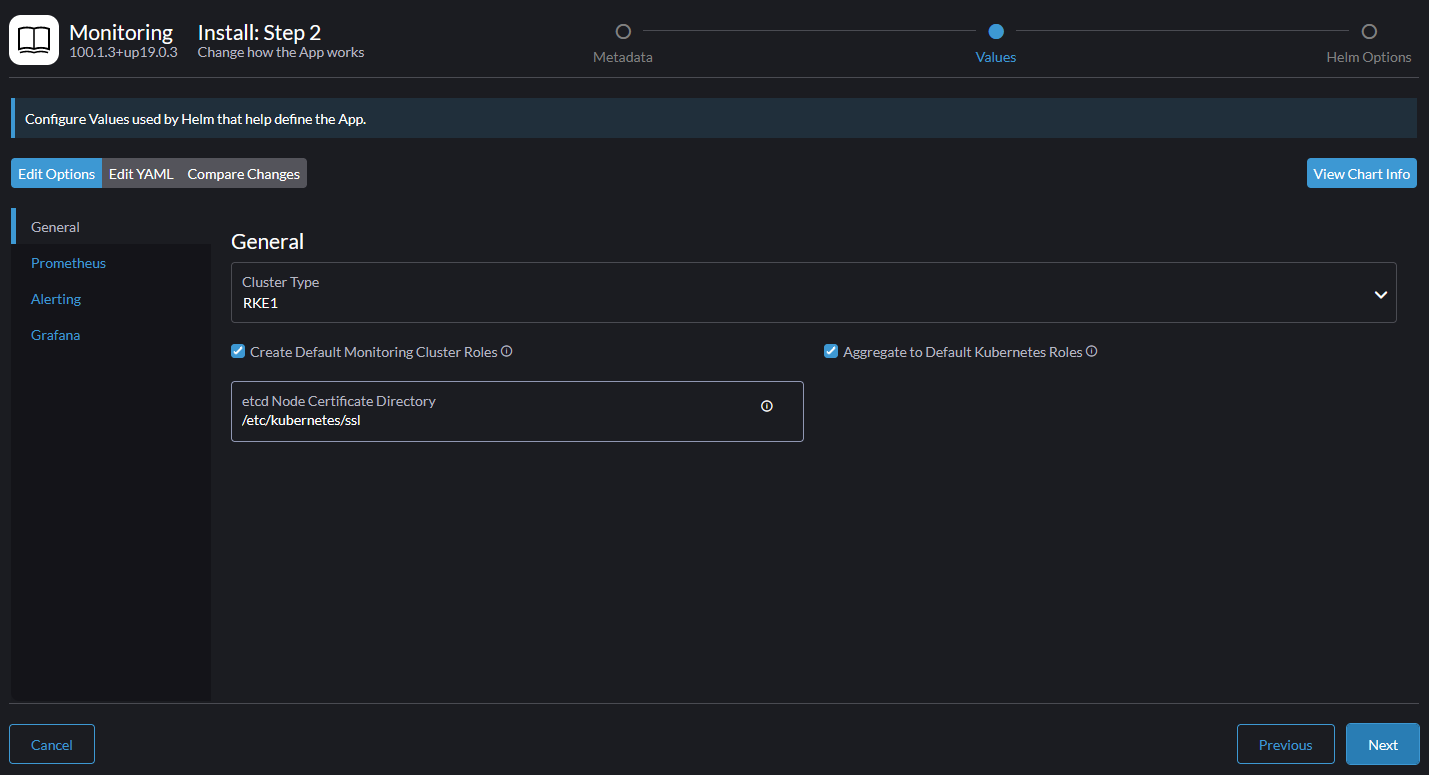 Monitoring
100.1.3+up19.0.3
Install: Step 2
Change how the App works
Metadata
Values
Helm Options
Configure Values used by Helm that help define the App.
Edit Options
Edit YAML
Compare Changes
View Chart Info
General
Prometheus
Alerting
Grafana
General
Cluster Type
RKE1
Create Default Monitoring Cluster Roles
Aggregate to Default Kubernetes Roles
etcd Node Certificate Directory
/etc/kubernetes/ssl
Cancel
Previous
Next